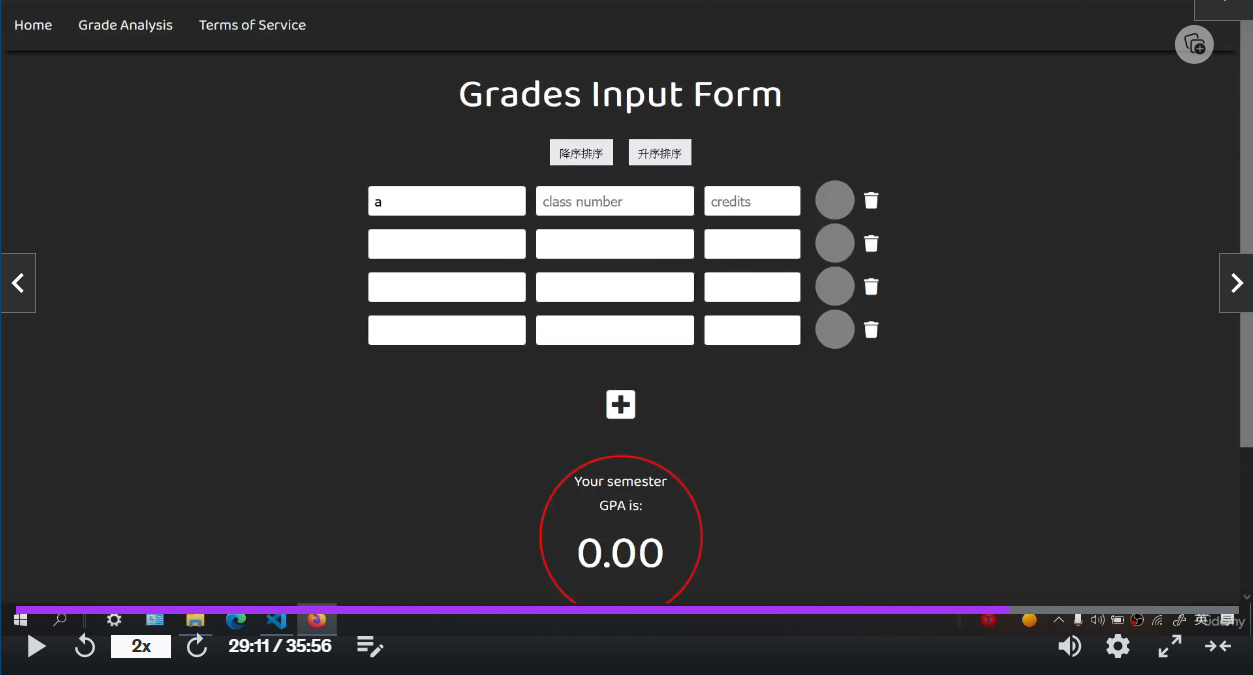 Home Grade Analysis Terms of Service
Grades Input Form
降序排序 升序排序
a class number credits
Your semester
GPA is:
0.00
英
Udemy
2x 29:11 / 35:56